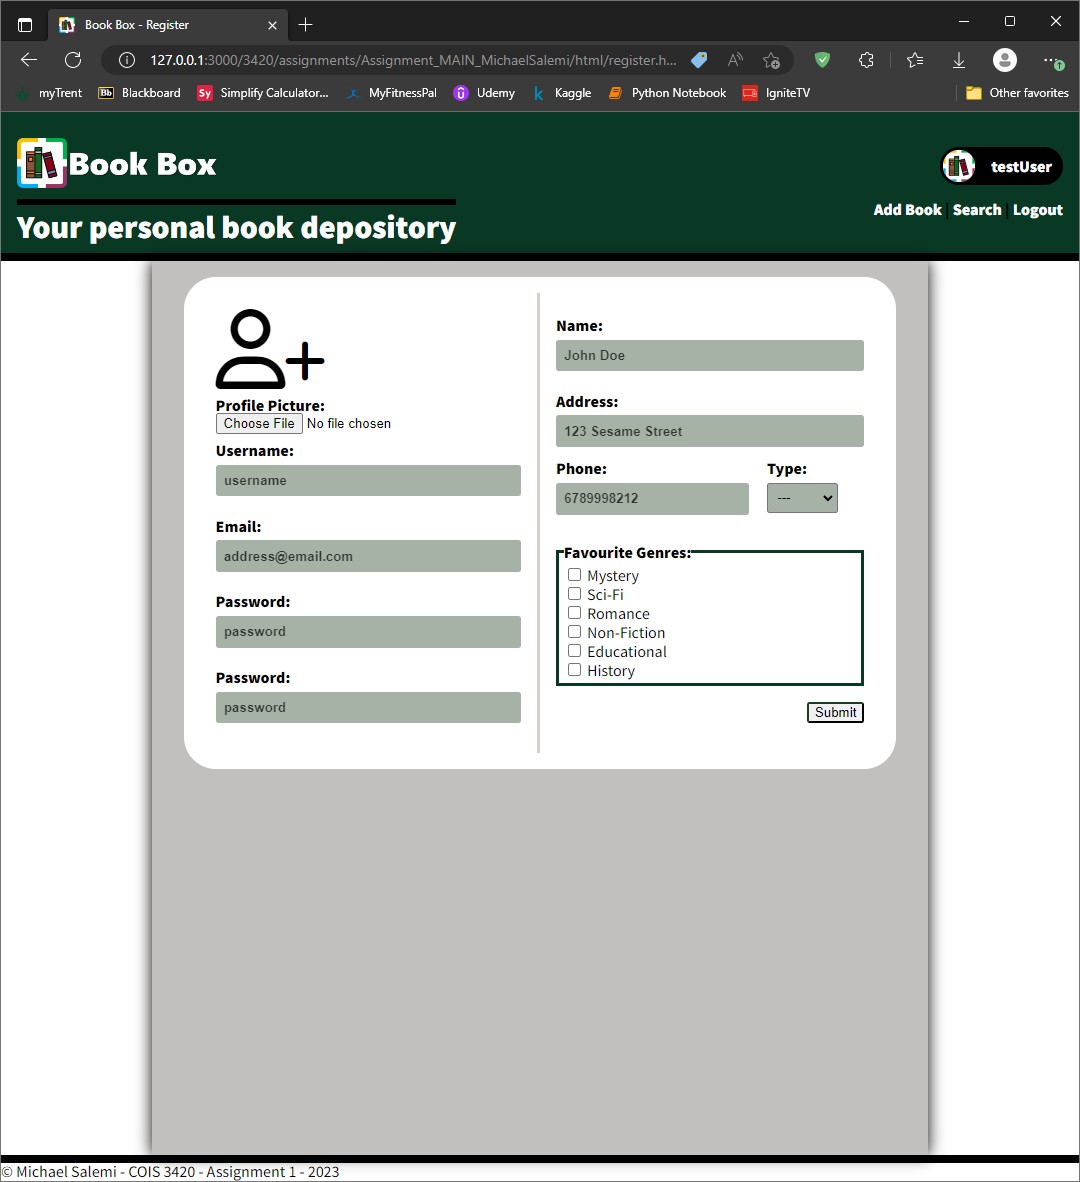 Book Box - Register
127.0.0.1:3000/3420/assignments/Assignment_MAIN_MichaelSalemi/html/register.h...
myTrent
Bb Blackboard
Sy Simplify Calculator...
MyFitnessPal
Udemy
k Kaggle
Python Notebook
IgniteTV
Other favorites
Book Box
testUser
Add Book | Search | Logout
Your personal book depository
Profile Picture:
Choose File No file chosen
Username:
username
Email:
address@email.com
Password:
password
Password:
password
Name:
John Doe
Address:
123 Sesame Street
Phone:
6789998212
Type:
---
Favourite Genres:
Mystery
Sci-Fi
Romance
Non-Fiction
Educational
History
Submit
© Michael Salemi - COIS 3420 - Assignment 1 - 2023